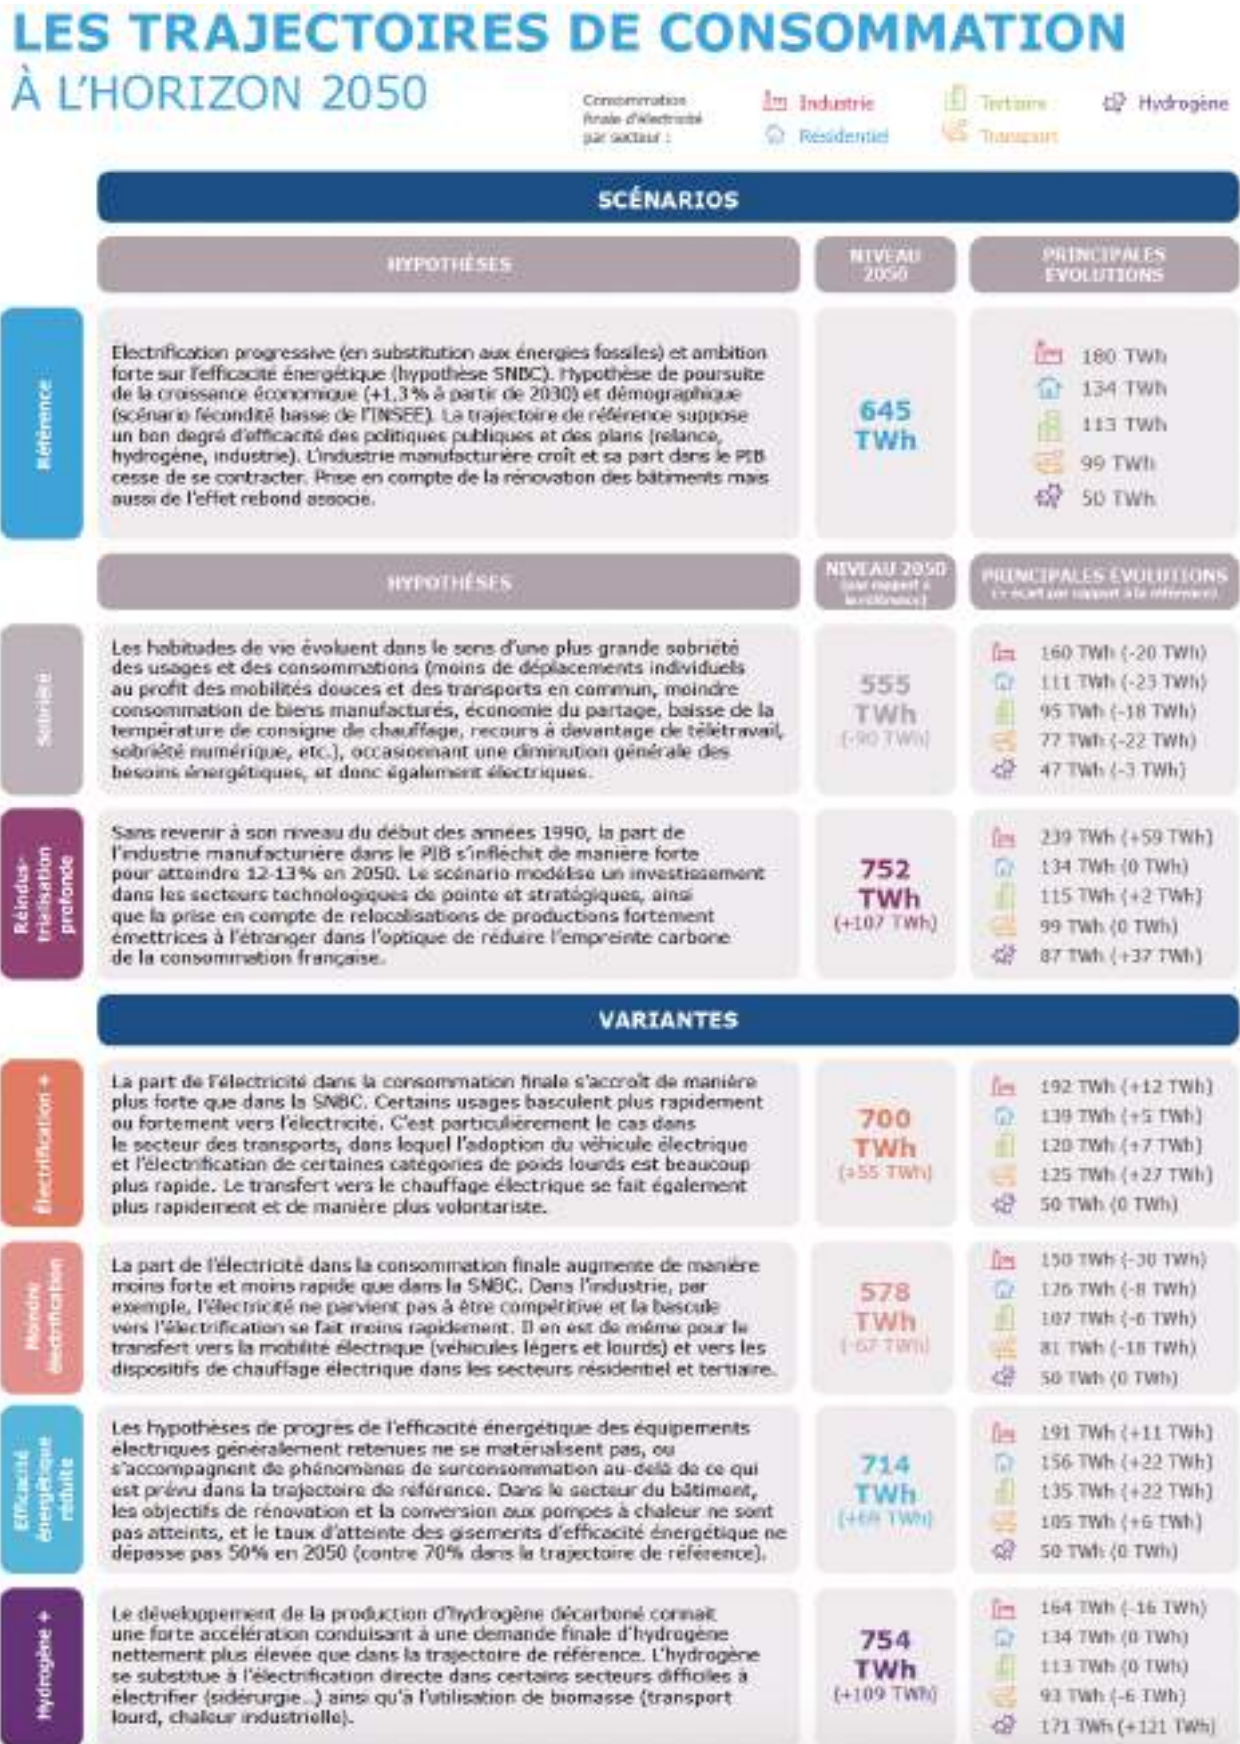 LES TRAJECTOIRES DE CONSOMMATION
À L'HORIZON 2050
Consommation
finale d'électricité
par secteur :
Industrie
Tertiaire
Hydrogène
Résidentiel
Transport
SCÉNARIOS
HYPOTHÈSES
NIVEAU
2050
PRINCIPALES
ÉVOLUTIONS
Référence
Electrification progressive (en substitution aux énergies fossiles) et ambition
forte sur l'efficacité énergétique (hypothèse SNBC). Hypothèse de poursuite
de la croissance économique (+1,3% à partir de 2030) et démographique
(scénario fécondité basse de l'INSEE). La trajectoire de référence suppose
un bon degré d'efficacité des politiques publiques et des plans (relance,
hydrogène, industrie). L'industrie manufacturière croît et sa part dans le PIB
cesse de se contracter. Prise en compte de la rénovation des bâtiments mais
aussi de l'effet rebond associé.
645
TWh
180 TWh
134 TWh
113 TWh
99 TWh
50 TWh
HYPOTHÈSES
NIVEAU 2050
(par rapport à
la référence)
PRINCIPALES ÉVOLUTIONS
(+ écart par rapport à la référence)
Sobriété
Les habitudes de vie évoluent dans le sens d'une plus grande sobriété
des usages et des consommations (moins de déplacements individuels
au profit des mobilités douces et des transports en commun, moindre
consommation de biens manufacturés, économie du partage, baisse de la
température de consigne de chauffage, recours à davantage de télétravail,
sobriété numérique, etc.), occasionnant une diminution générale des
besoins énergétiques, et donc également électriques.
555
TWh
(-90 TWh)
160 TWh (-20 TWh)
111 TWh (-23 TWh)
95 TWh (-18 TWh)
77 TWh (-22 TWh)
47 TWh (-3 TWh)
Réindus-
trialisation
profonde
Sans revenir à son niveau du début des années 1990, la part de
l'industrie manufacturière dans le PIB s'infléchit de manière forte
pour atteindre 12-13% en 2050. Le scénario modélise un investissement
dans les secteurs technologiques de pointe et stratégiques, ainsi
que la prise en compte de relocalisations de productions fortement
émettrices à l'étranger dans l'optique de réduire l'empreinte carbone
de la consommation française.
752
TWh
(+107 TWh)
239 TWh (+59 TWh)
134 TWh (0 TWh)
115 TWh (+2 TWh)
99 TWh (0 TWh)
87 TWh (+37 TWh)
VARIANTES
Électrification +
La part de l'électricité dans la consommation finale s'accroît de manière
plus forte que dans la SNBC. Certains usages basculent plus rapidement
ou fortement vers l'électricité. C'est particulièrement le cas dans
le secteur des transports, dans lequel l'adoption du véhicule électrique
et l'électrification de certaines catégories de poids lourds est beaucoup
plus rapide. Le transfert vers le chauffage électrique se fait également
plus rapidement et de manière plus volontariste.
700
TWh
(+55 TWh)
192 TWh (+12 TWh)
139 TWh (+5 TWh)
120 TWh (+7 TWh)
125 TWh (+27 TWh)
50 TWh (0 TWh)
Moindre
électrification
La part de l'électricité dans la consommation finale augmente de manière
moins forte et moins rapide que dans la SNBC. Dans l'industrie, par
exemple, l'électricité ne parvient pas à être compétitive et la bascule
vers l'électrification se fait moins rapidement. Il en est de même pour le
transfert vers la mobilité électrique (véhicules légers et lourds) et vers les
dispositifs de chauffage électrique dans les secteurs résidentiel et tertiaire.
578
TWh
(-67 TWh)
150 TWh (-30 TWh)
126 TWh (-8 TWh)
107 TWh (-6 TWh)
81 TWh (-18 TWh)
50 TWh (0 TWh)
Efficacité
énergétique
réduite
Les hypothèses de progrès de l'efficacité énergétique des équipements
électriques généralement retenues ne se matérialisent pas, ou
s'accompagnent de phénomènes de surconsommation au-delà de ce qui
est prévu dans la trajectoire de référence. Dans le secteur du bâtiment,
les objectifs de rénovation et la conversion aux pompes à chaleur ne sont
pas atteints, et le taux d'atteinte des gisements d'efficacité énergétique ne
dépasse pas 50% en 2050 (contre 70% dans la trajectoire de référence).
714
TWh
(+69 TWh)
191 TWh (+11 TWh)
156 TWh (+22 TWh)
135 TWh (+22 TWh)
105 TWh (+6 TWh)
50 TWh (0 TWh)
Hydrogène +
Le développement de la production d'hydrogène décarboné connait
une forte accélération conduisant à une demande finale d'hydrogène
nettement plus élevée que dans la trajectoire de référence. L'hydrogène
se substitue à l'électrification directe dans certains secteurs difficiles à
électrifier (sidérurgie...) ainsi qu'à l'utilisation de biomasse (transport
lourd, chaleur industrielle).
754
TWh
(+109 TWh)
164 TWh (-16 TWh)
134 TWh (0 TWh)
113 TWh (0 TWh)
93 TWh (-6 TWh)
171 TWh (+121 TWh)